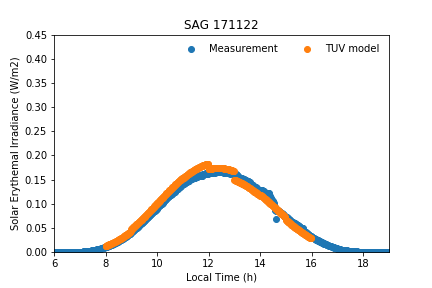 SAG 171122
Measurement
TUV model
Solar Erythemal Irradiance (W/m2)
0.45
0.40
0.35
0.30
0.25
0.20
0.15
0.10
0.05
0.00
6 8 10 12 14 16 18
Local Time (h)